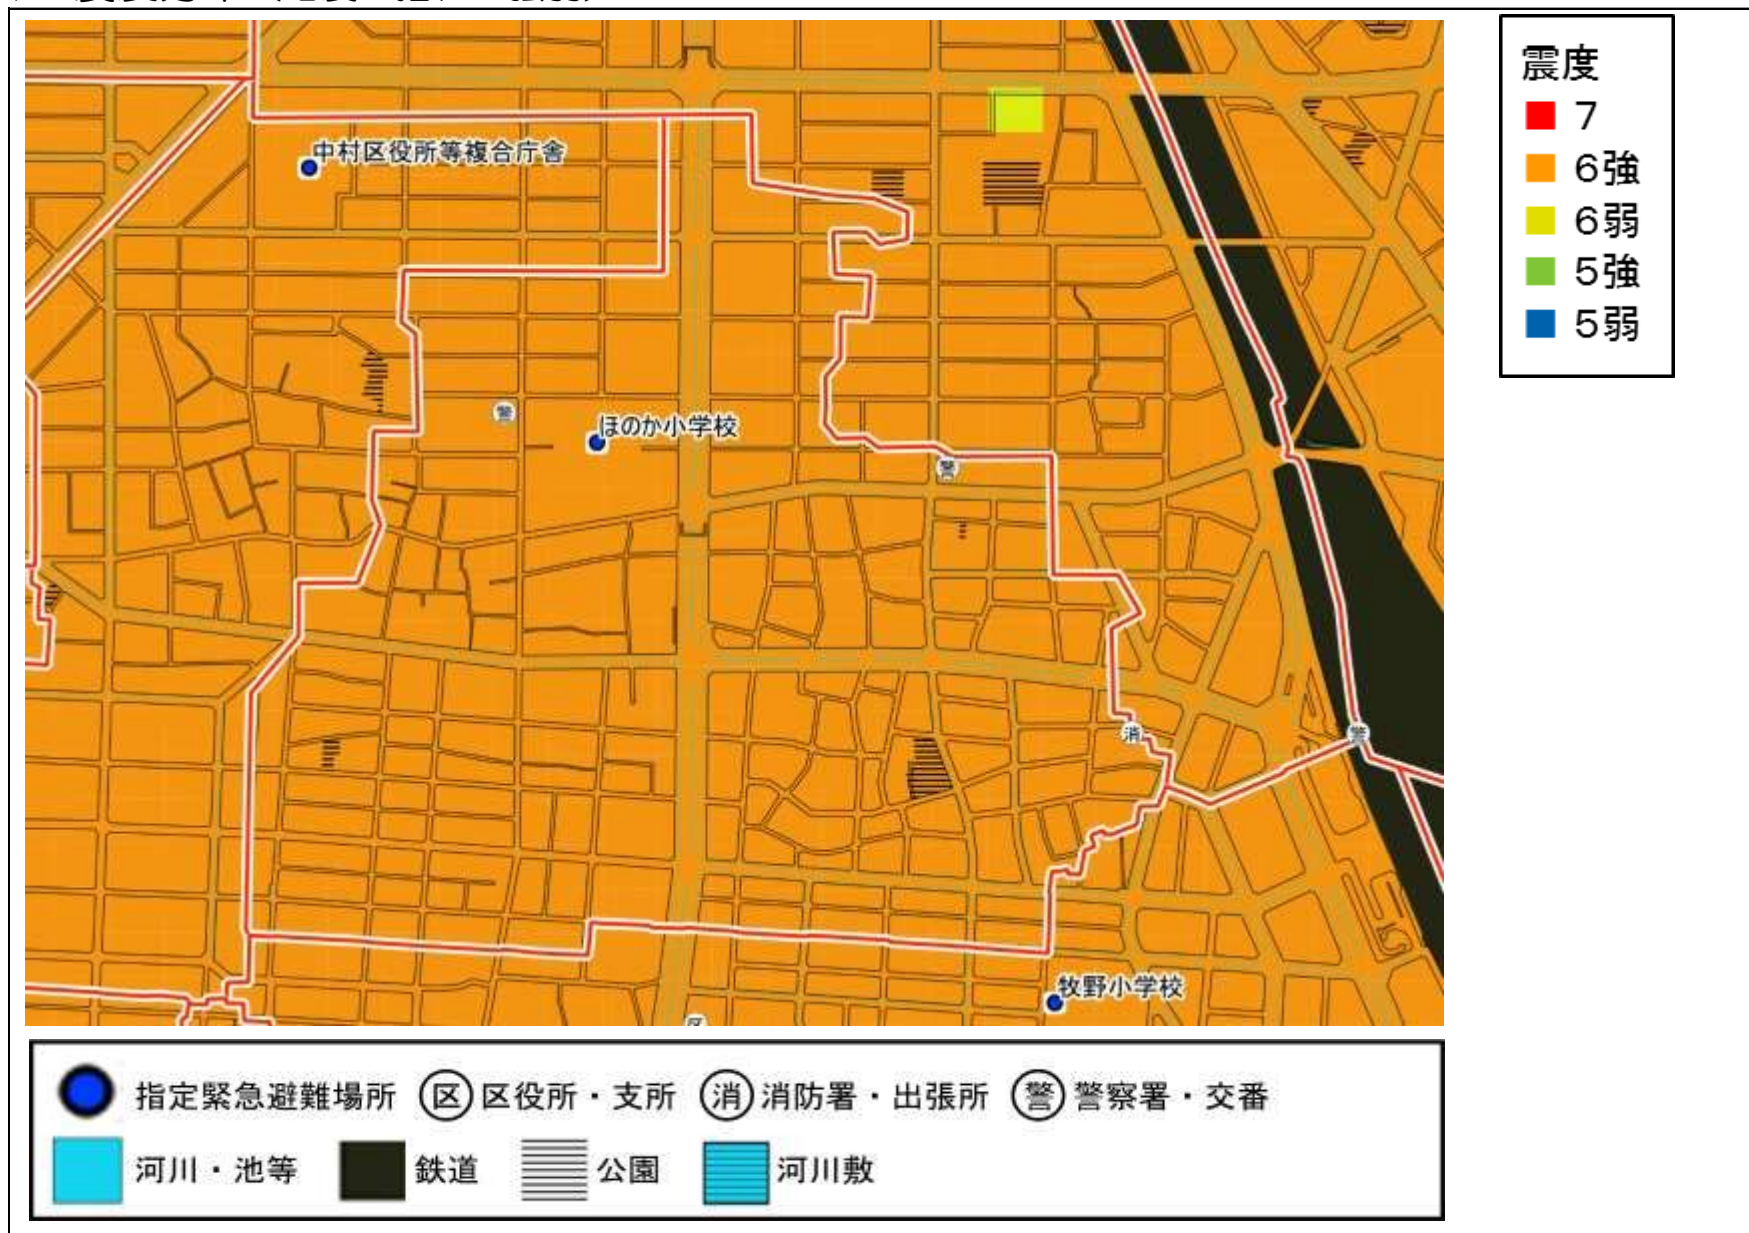 震度
7
6強
6弱
5強
5弱
中村区役所等複合庁舎
警
ほのか小学校
警
消
警
牧野小学校
区
指定緊急避難場所 区 区役所・支所 消 消防署・出張所 警 警察署・交番
河川・池等 鉄道 公園 河川敷